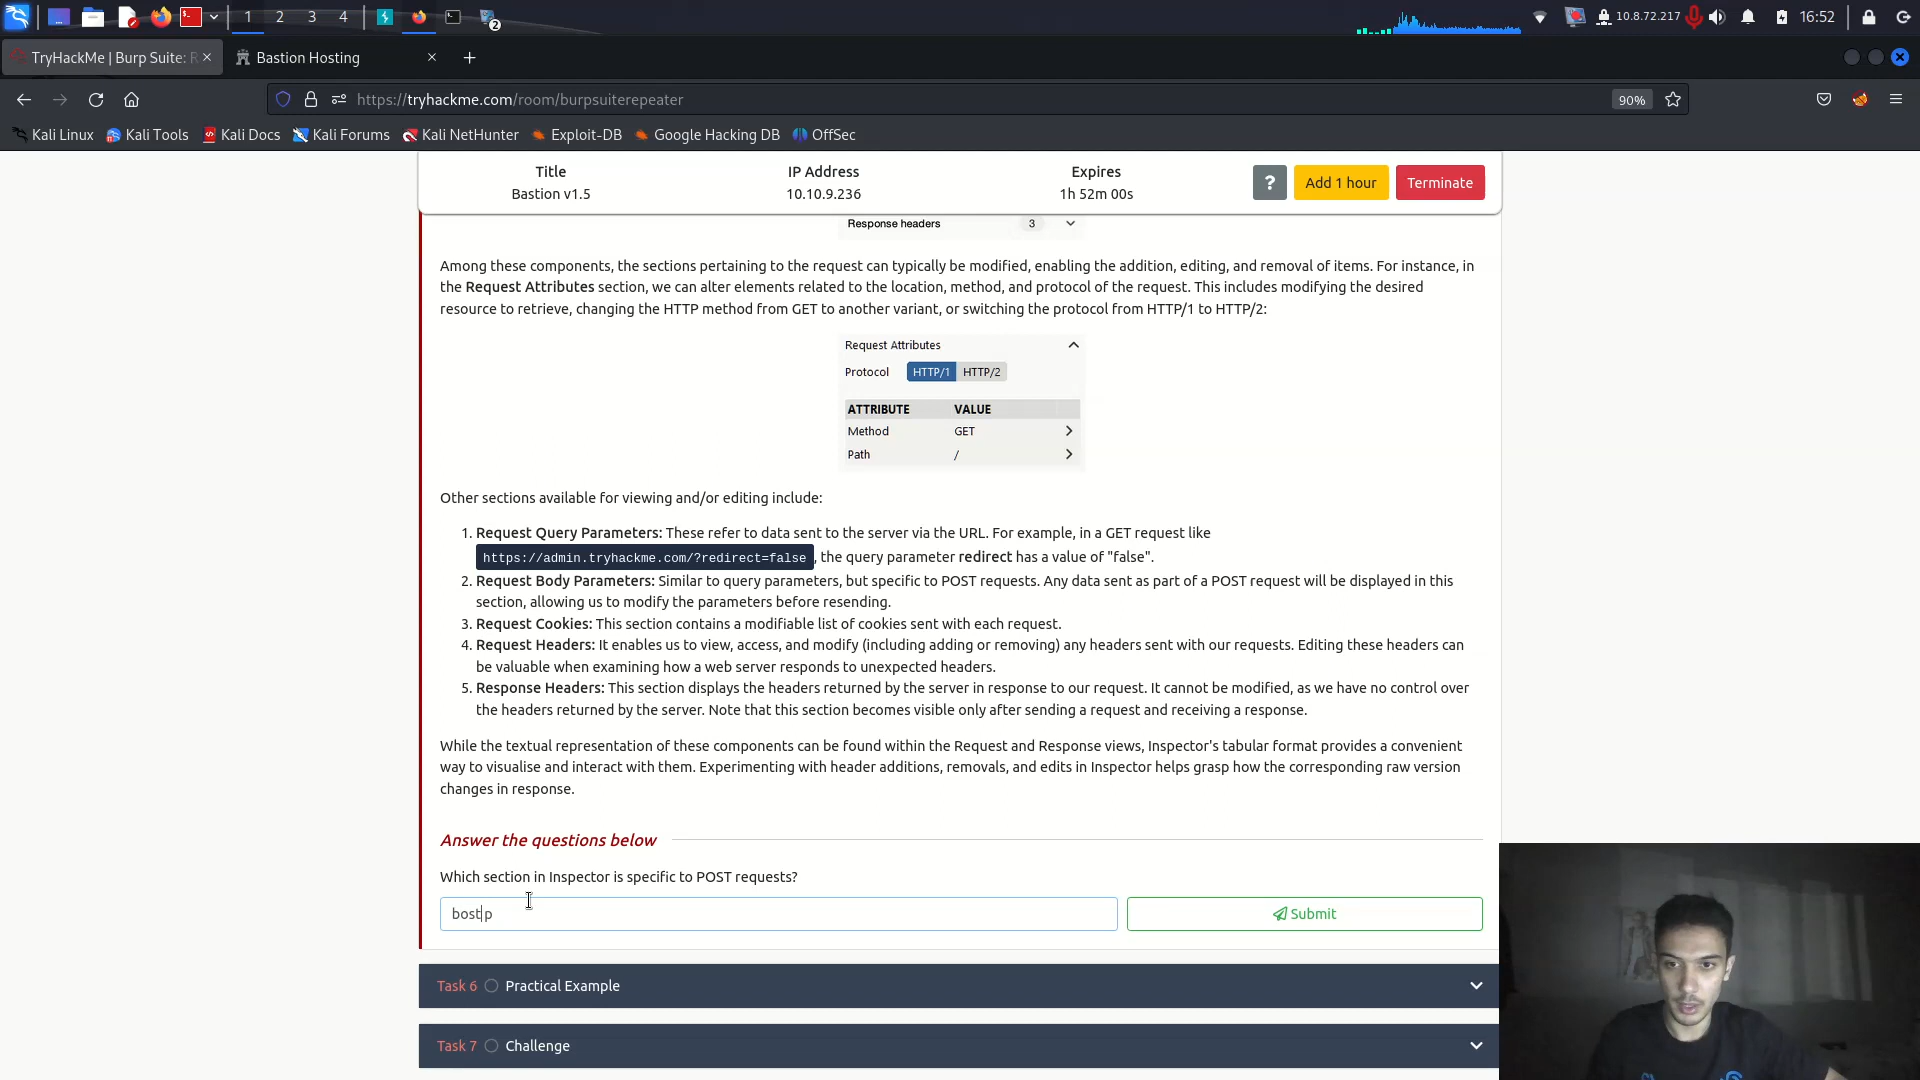 1 2 3 4
2
10.8.72.217
16:52
TryHackMe | Burp Suite: R
Bastion Hosting
https://tryhackme.com/room/burpsuiterepeater
90%
Kali Linux Kali Tools Kali Docs Kali Forums Kali NetHunter Exploit-DB Google Hacking DB OffSec
Title IP Address Expires
Bastion v1.5 10.10.9.236 1h 52m 00s
? Add 1 hour Terminate
Response headers 3
Among these components, the sections pertaining to the request can typically be modified, enabling the addition, editing, and removal of items. For instance, in
the Request Attributes section, we can alter elements related to the location, method, and protocol of the request. This includes modifying the desired
resource to retrieve, changing the HTTP method from GET to another variant, or switching the protocol from HTTP/1 to HTTP/2:
Request Attributes
Protocol HTTP/1 HTTP/2
ATTRIBUTE VALUE
Method GET
Path /
Other sections available for viewing and/or editing include:
1. Request Query Parameters: These refer to data sent to the server via the URL. For example, in a GET request like
https://admin.tryhackme.com/?redirect=false, the query parameter redirect has a value of "false".
2. Request Body Parameters: Similar to query parameters, but specific to POST requests. Any data sent as part of a POST request will be displayed in this
section, allowing us to modify the parameters before resending.
3. Request Cookies: This section contains a modifiable list of cookies sent with each request.
4. Request Headers: It enables us to view, access, and modify (including adding or removing) any headers sent with our requests. Editing these headers can
be valuable when examining how a web server responds to unexpected headers.
5. Response Headers: This section displays the headers returned by the server in response to our request. It cannot be modified, as we have no control over
the headers returned by the server. Note that this section becomes visible only after sending a request and receiving a response.
While the textual representation of these components can be found within the Request and Response views, Inspector's tabular format provides a convenient
way to visualise and interact with them. Experimenting with header additions, removals, and edits in Inspector helps grasp how the corresponding raw version
changes in response.
Answer the questions below
Which section in Inspector is specific to POST requests?
bostp
Submit
Task 6 Practical Example
Task 7 Challenge